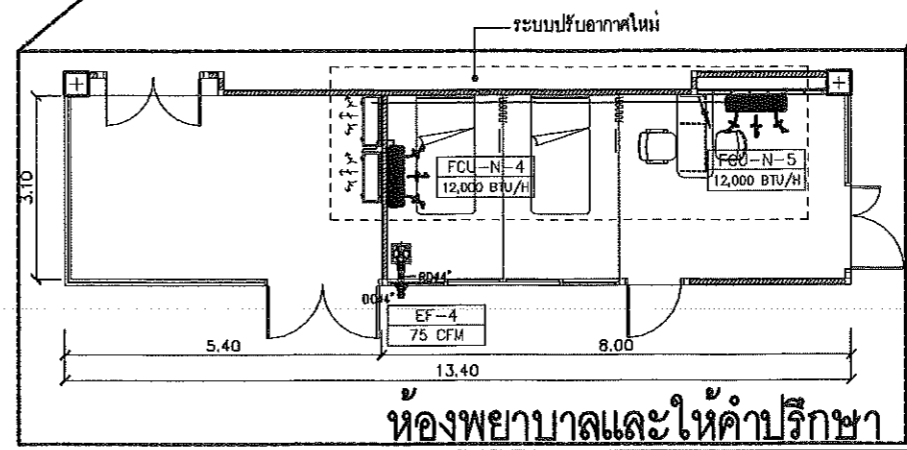 ระบบปรับอากาศใหม่
3.10
FCU-N-4
12,000 BTU/H
FCU-N-5
12,000 BTU/H
EF-4
75 CFM
5.40
8.00
13.40
ห้องพยาบาลและให้คำปรึกษา